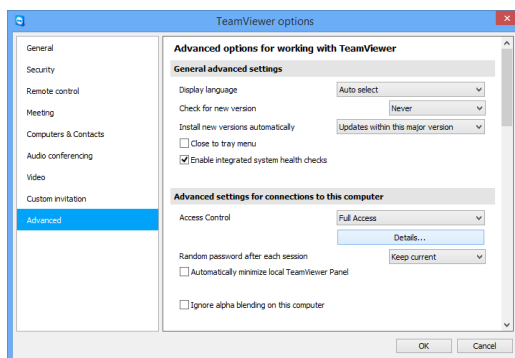 TeamViewer options
General
Security
Remote control
Meeting
Computers & Contacts
Audio conferencing
Video
Custom invitation
Advanced
Advanced options for working with TeamViewer
General advanced settings
Display language Auto select
Check for new version Never
Install new versions automatically Updates within this major version
Close to tray menu
Enable integrated system health checks
Advanced settings for connections to this computer
Access Control Full Access
Details...
Random password after each session Keep current
Automatically minimize local TeamViewer Panel
Ignore alpha blending on this computer
OK Cancel